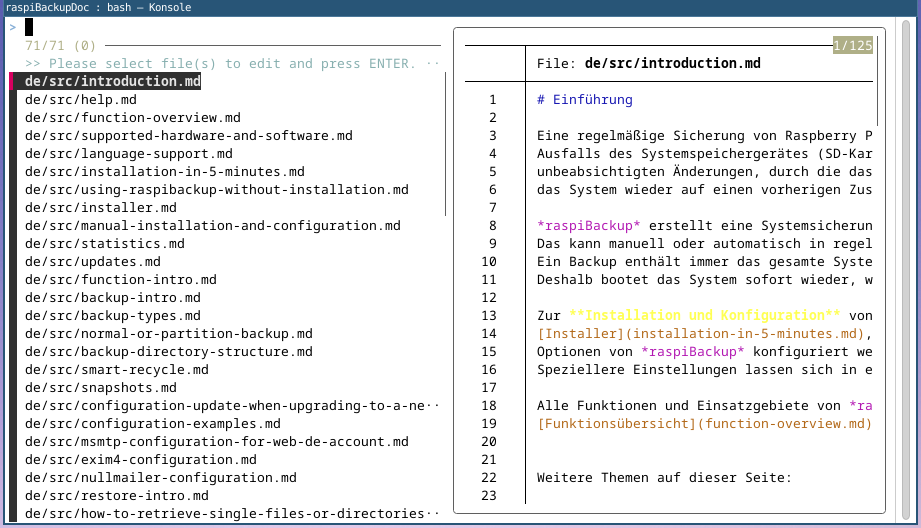 raspiBackupDoc : bash — Konsole
>
71/71 (0)
>> Please select file(s) to edit and press ENTER. ··
de/src/introduction.md
de/src/help.md
de/src/function-overview.md
de/src/supported-hardware-and-software.md
de/src/language-support.md
de/src/installation-in-5-minutes.md
de/src/using-raspibackup-without-installation.md
de/src/installer.md
de/src/manual-installation-and-configuration.md
de/src/statistics.md
de/src/updates.md
de/src/function-intro.md
de/src/backup-intro.md
de/src/backup-types.md
de/src/normal-or-partition-backup.md
de/src/backup-directory-structure.md
de/src/smart-recycle.md
de/src/snapshots.md
de/src/configuration-update-when-upgrading-to-a-ne··
de/src/configuration-examples.md
de/src/msmtp-configuration-for-web-de-account.md
de/src/exim4-configuration.md
de/src/nullmailer-configuration.md
de/src/restore-intro.md
de/src/how-to-retrieve-single-files-or-directories··
1/125
File: de/src/introduction.md
1 # Einführung
2
3 Eine regelmäßige Sicherung von Raspberry P
4 Ausfalls des Systemspeichergerätes (SD-Kar
5 unbeabsichtigten Änderungen, durch die das
6 das System wieder auf einen vorherigen Zus
7
8 *raspiBackup* erstellt eine Systemsicherun
9 Das kann manuell oder automatisch in regel
10 Ein Backup enthält immer das gesamte Syste
11 Deshalb bootet das System sofort wieder, w
12
13 Zur **Installation und Konfiguration** von
14 [Installer](installation-in-5-minutes.md),
15 Optionen von *raspiBackup* konfiguriert we
16 Speziellere Einstellungen lassen sich in e
17
18 Alle Funktionen und Einsatzgebiete von *ra
19 [Funktionsübersicht](function-overview.md)
20
21
22 Weitere Themen auf dieser Seite:
23